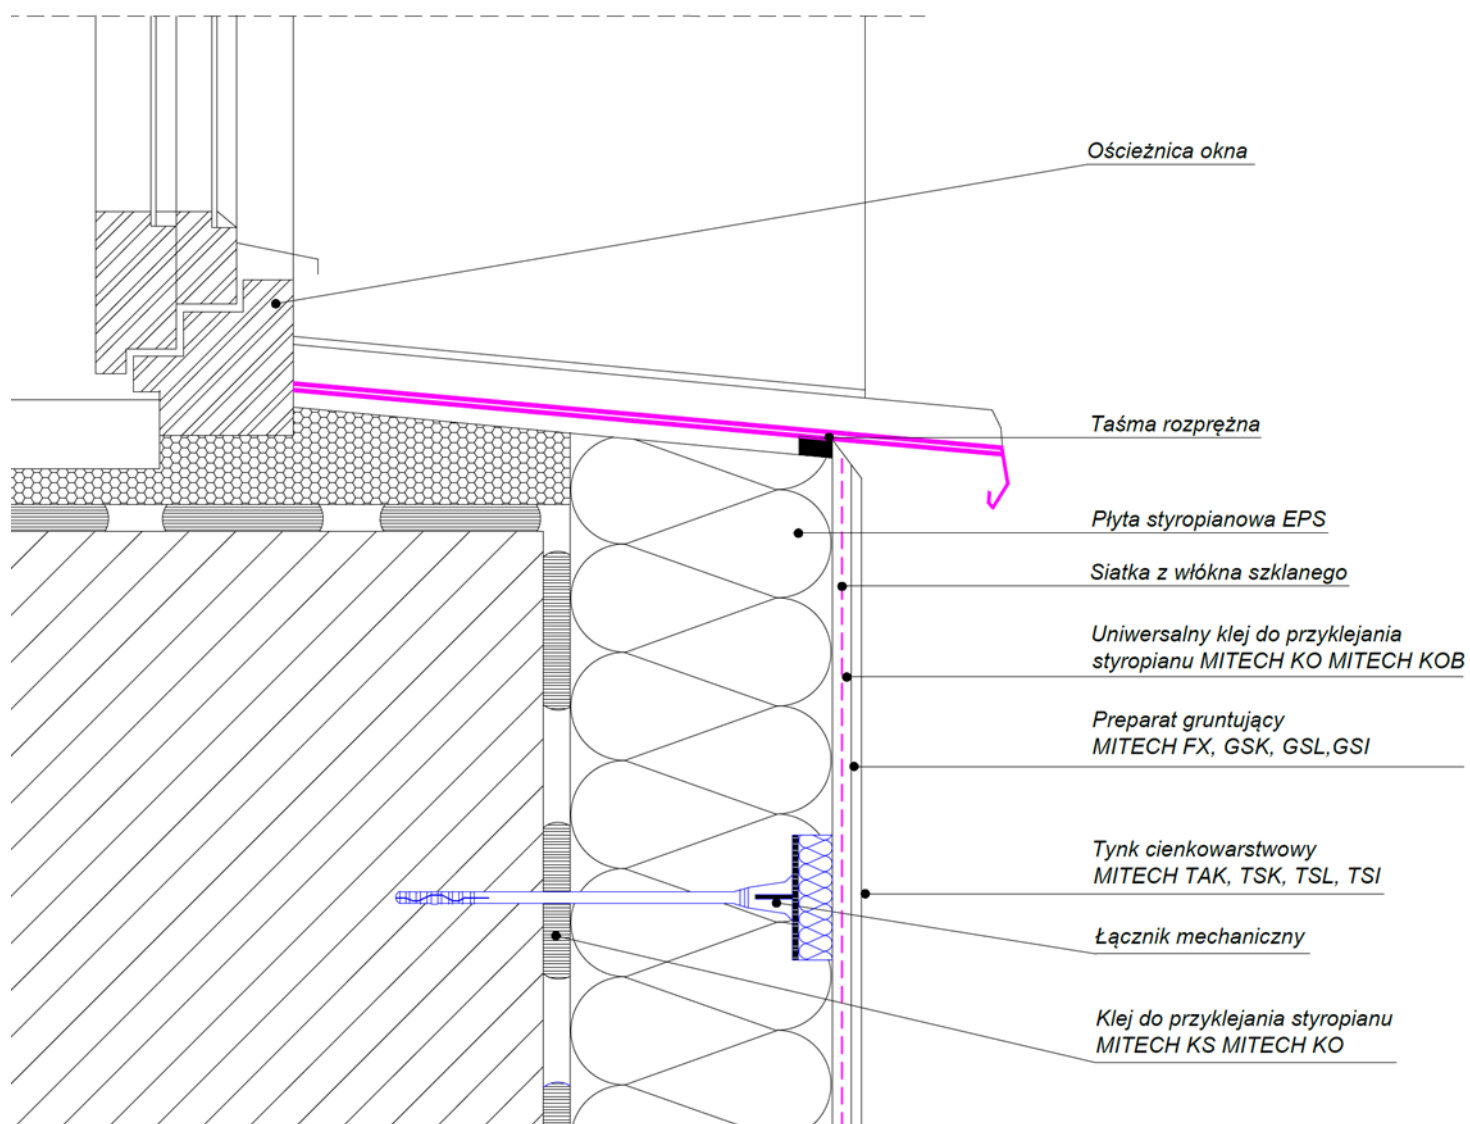 Ościeżnica okna
Taśma rozprężna
Płyta styropianowa EPS
Siatka z włókna szklanego
Uniwersalny klej do przyklejania
styropianu MITECH KO MITECH KOB
Preparat gruntujący
MITECH FX, GSK, GSL,GSI
Tynk cienkowarstwowy
MITECH TAK, TSK, TSL, TSI
Łącznik mechaniczny
Klej do przyklejania styropianu
MITECH KS MITECH KO